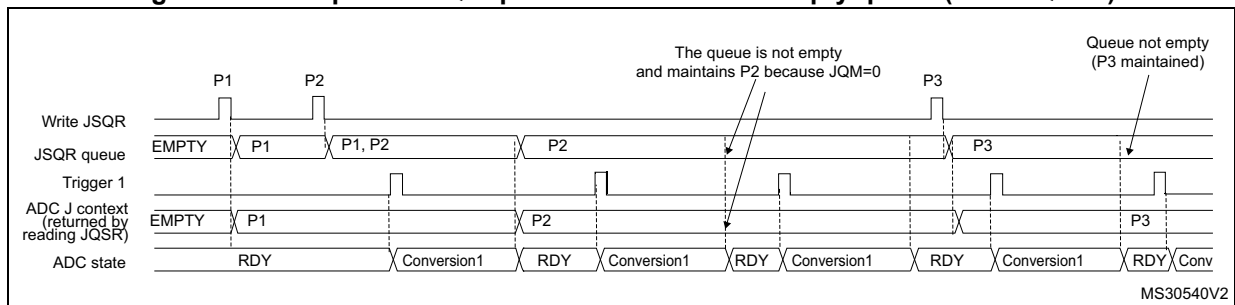 The queue is not empty
and maintains P2 because JQM=0
Queue not empty
(P3 maintained)
P1 P2 P3
Write JSQR
JSQR queue EMPTY P1 P1, P2 P2 P3
Trigger 1
ADC J context
(returned by
reading JQSR) EMPTY P1 P2 P3
ADC state RDY Conversion1 RDY Conversion1 RDY Conversion1 RDY Conversion1 RDY Conv
MS30540V2